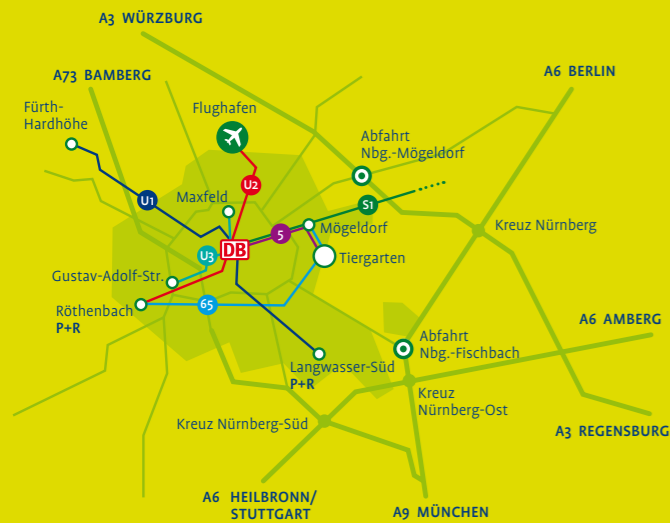 A3 WÜRZBURG
A73 BAMBERG
A6 BERLIN
Fürth-
Hardhöhe
Flughafen
Abfahrt
Nbg.-Mögeldorf
U2
U1
Maxfeld
S1
5
Mögeldorf
Kreuz Nürnberg
U3
DB
Tiergarten
Gustav-Adolf-Str.
Röthenbach
P+R
65
A6 AMBERG
Abfahrt
Nbg.-Fischbach
Langwasser-Süd
P+R
Kreuz
Nürnberg-Ost
Kreuz Nürnberg-Süd
A3 REGENSBURG
A6 HEILBRONN/
STUTTGART
A9 MÜNCHEN